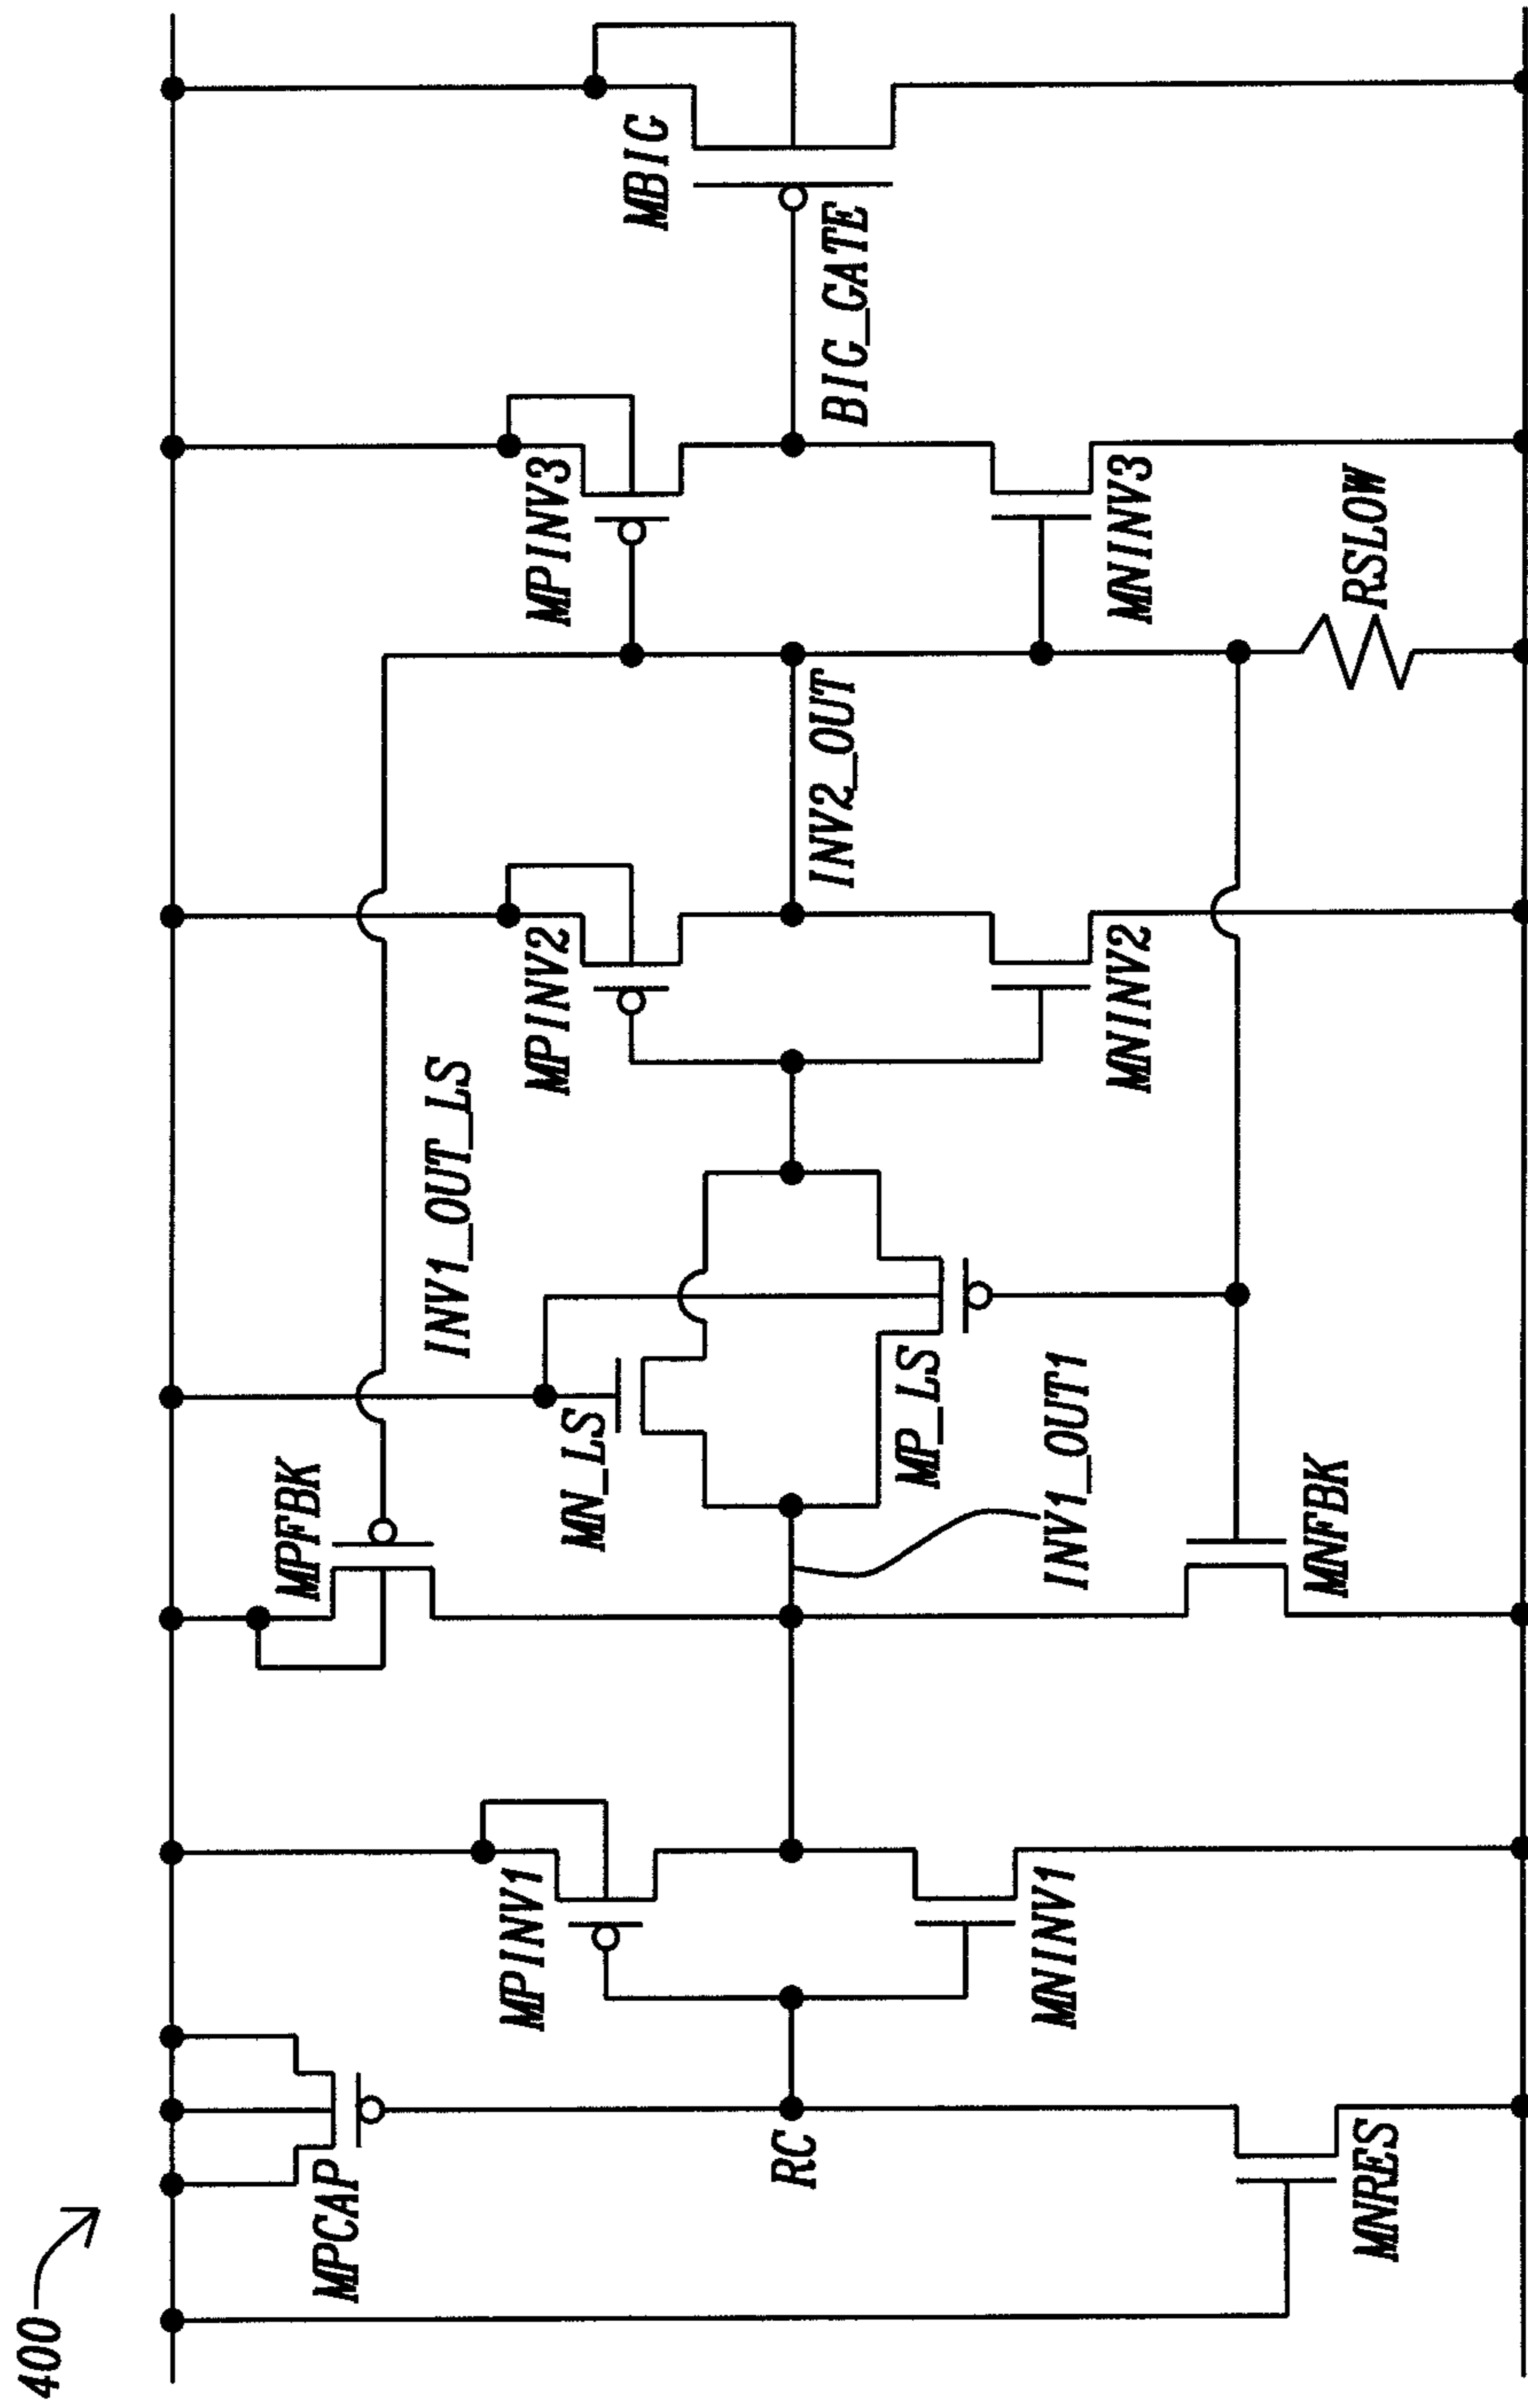 400
MPCAP
RC
MNRES
MPINV1
MNINV1
MPFBK
INV1_OUT1
MNFBK
MN_LS
MP_LS
INV1_OUT_LS
MPINV2
MNINV2
INV2_OUT
MPINV3
MNINV3
RSLOW
BIG_GATE
MBIG